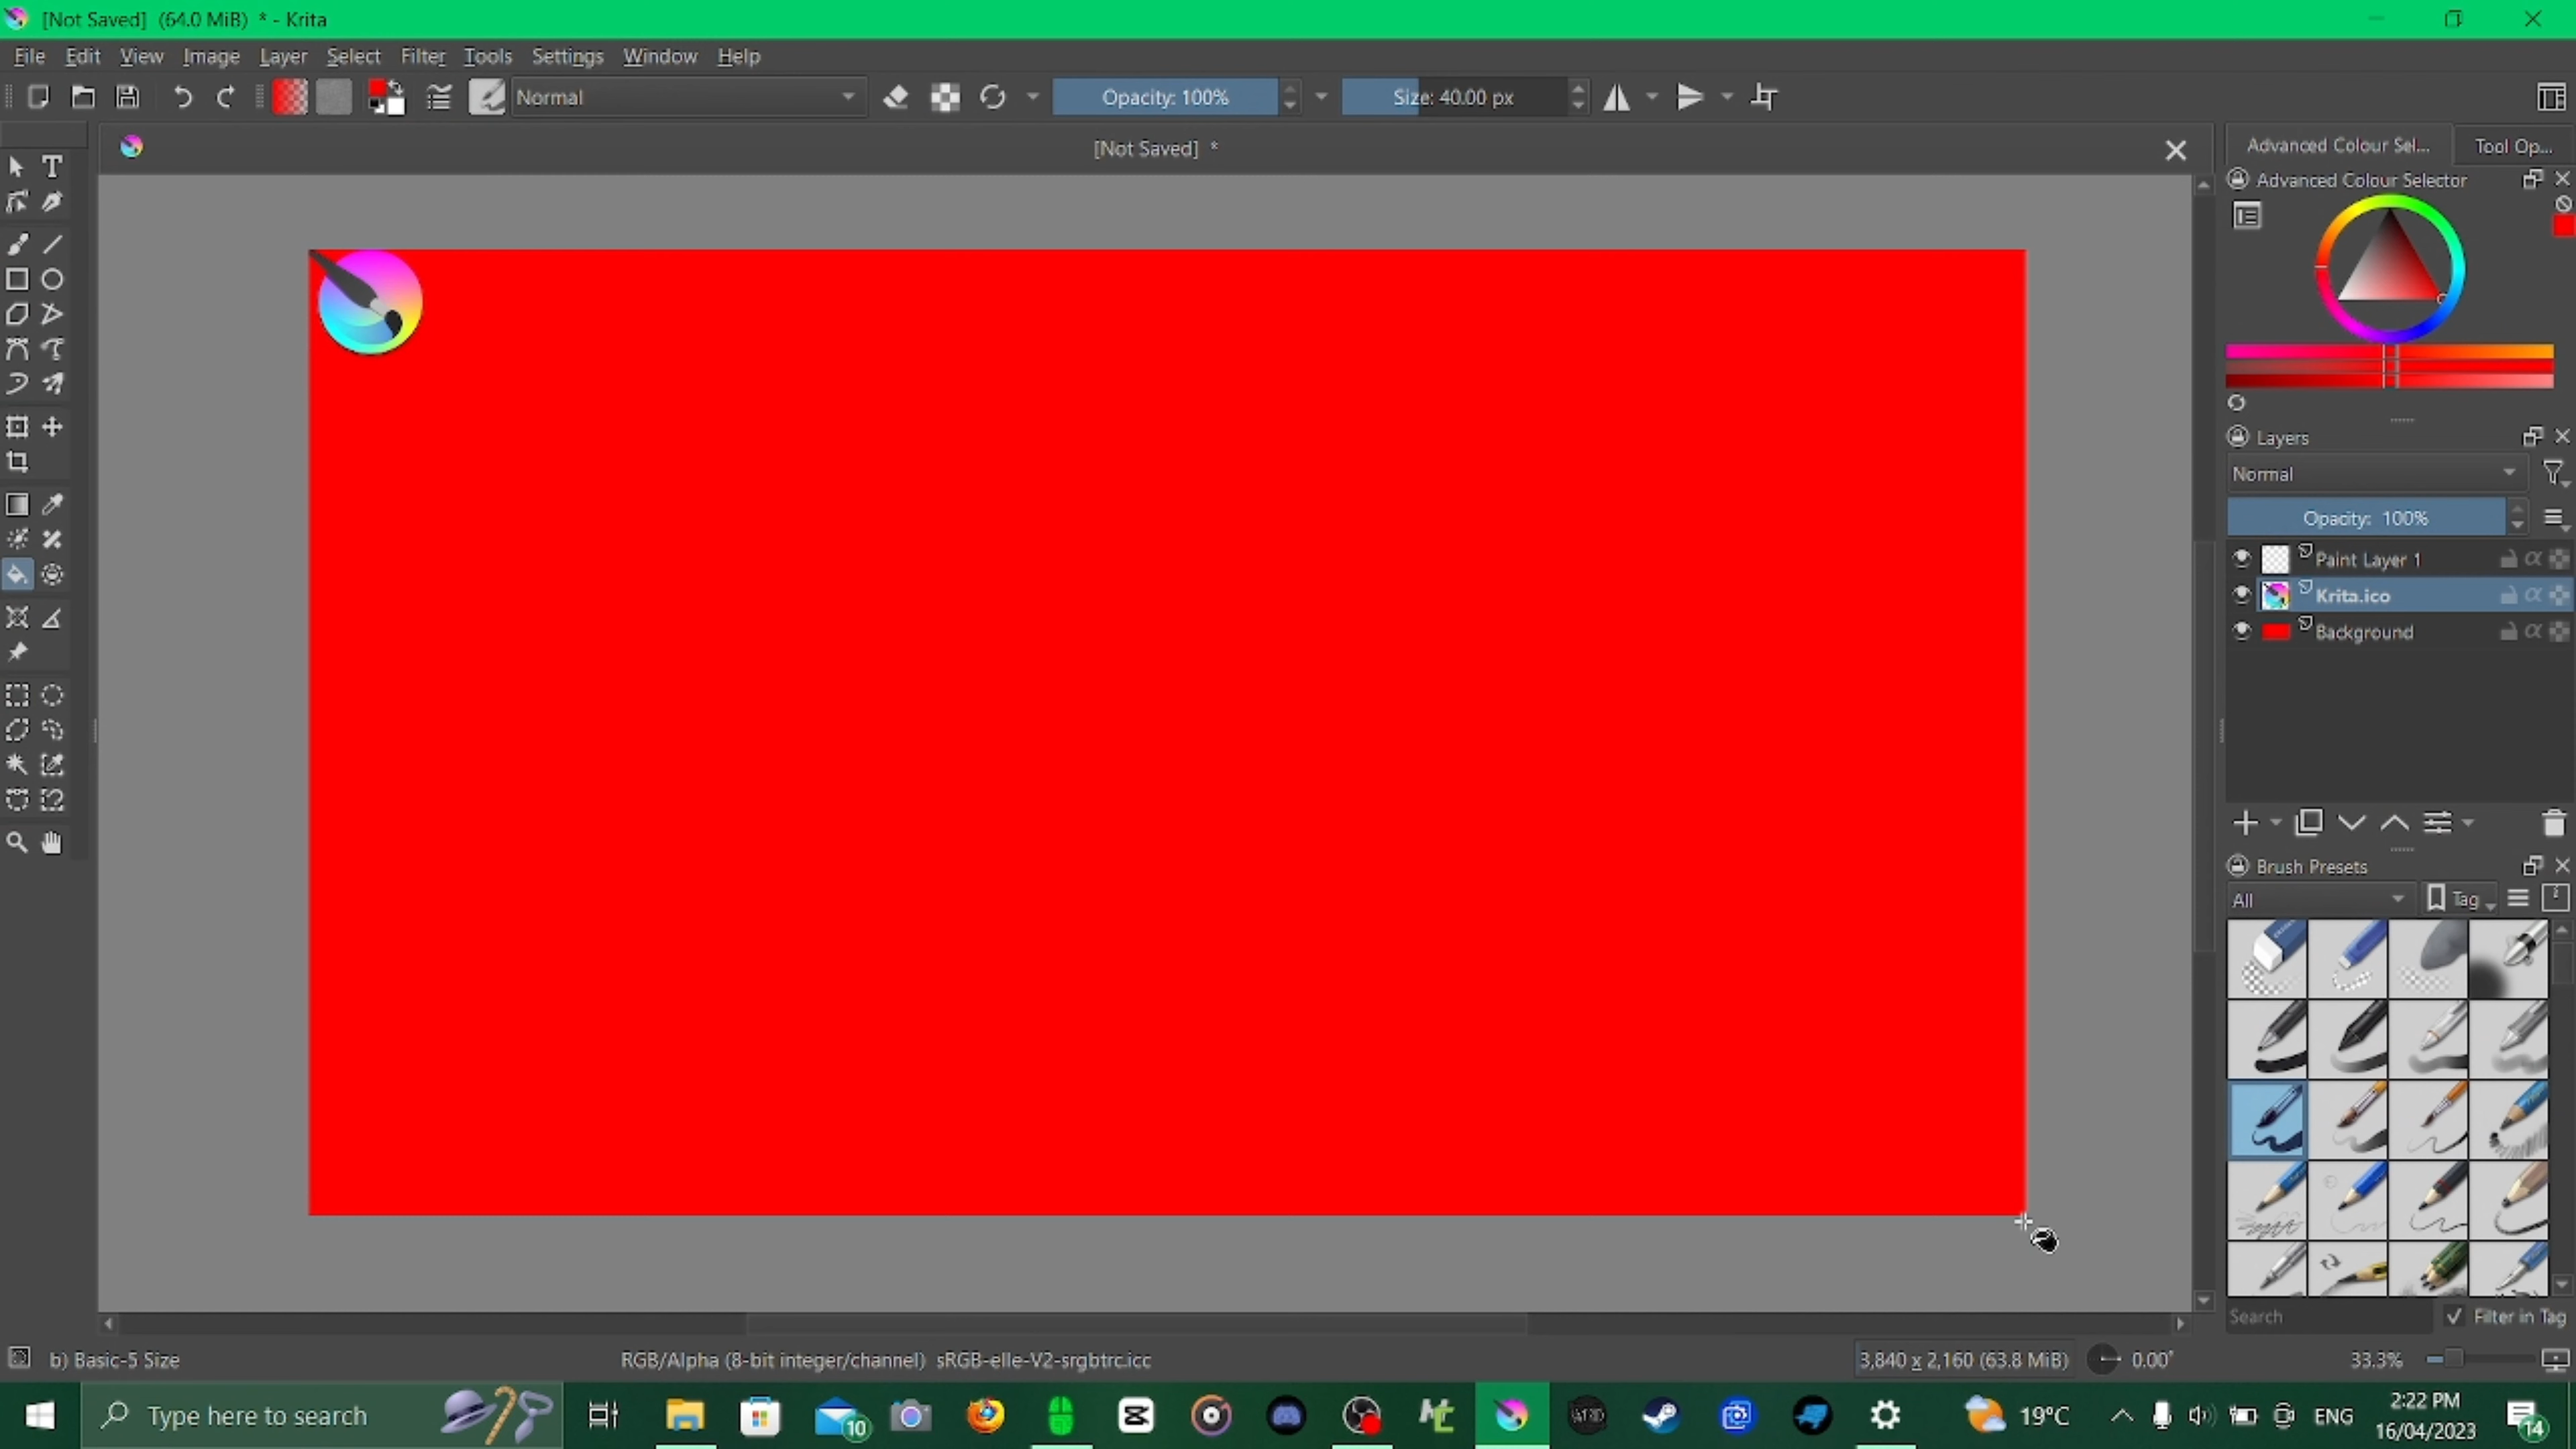 [Not Saved]  (64.0 MiB)  * - Krita
File Edit View Image Layer Select Filter Tools Settings Window Help
Normal
Opacity: 100%
Size: 40.00 px
[Not Saved]  *
Advanced Colour Sel...
Tool Op...
Advanced Colour Selector
Layers
Normal
Opacity:  100%
Paint Layer 1
Krita.ico
Background
Brush Presets
All
Tag
Search
Filter in Tag
b) Basic-5 Size
RGB/Alpha (8-bit integer/channel)  sRGB-elle-V2-srgbtrc.icc
3,840 x 2,160 (63.8 MiB)
0.00°
33.3%
Type here to search
10
19°C
ENG
2:22 PM
16/04/2023
14